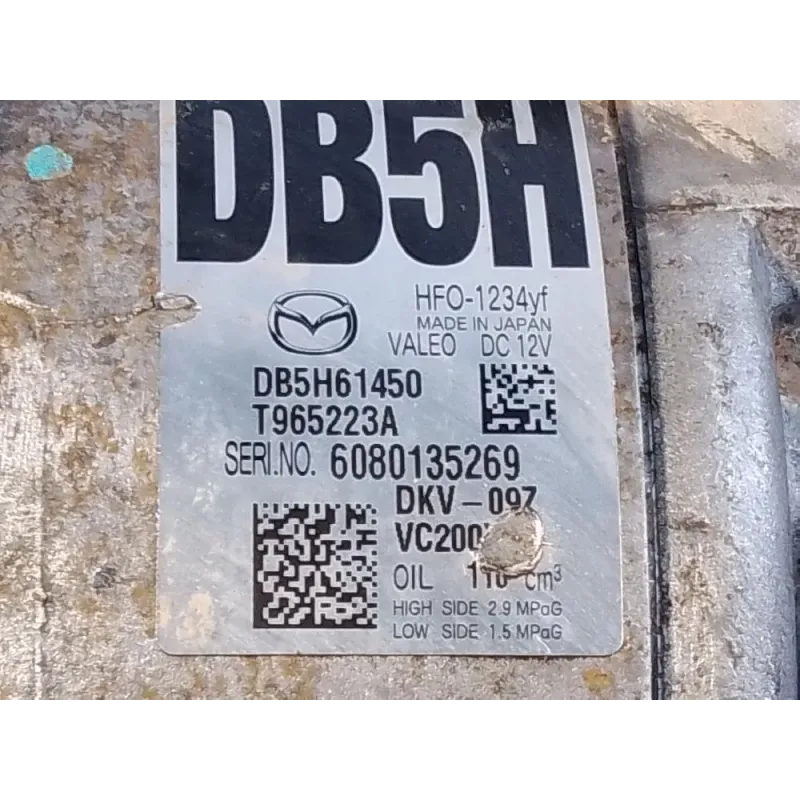 DB5H
HFO-1234yf
MADE IN JAPAN
VALEO DC 12V
DB5H61450
T965223A
SERI.NO. 6080135269
DKV-09Z
OIL cm³
HIGH SIDE 2.9 MPaG
LOW SIDE 1.5 MPaG